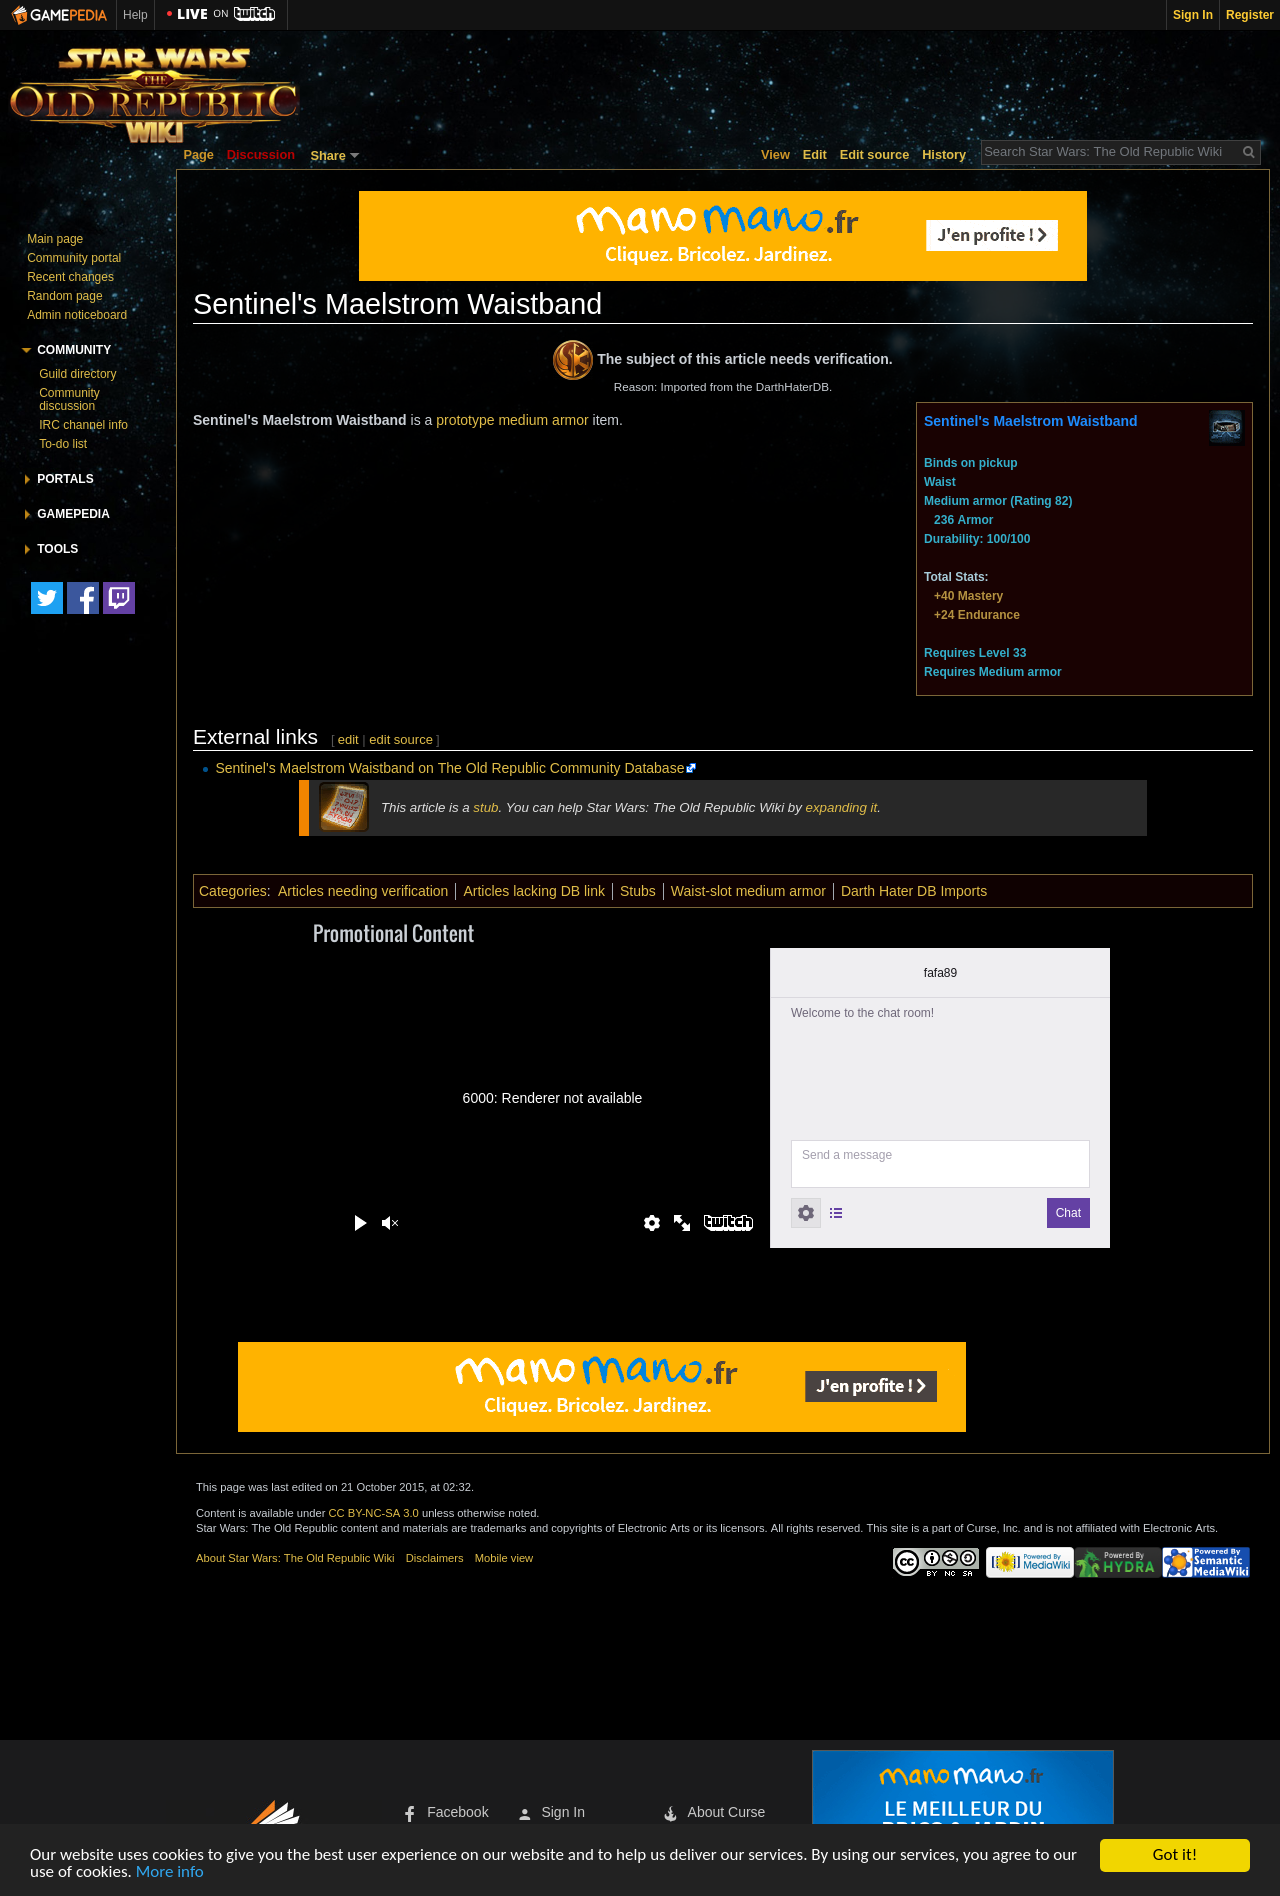 GAMEPEDIA Help LIVE ON twitch Sign In Register
STAR WARS
THE
OLD REPUBLIC
WIKI
Page Discussion Share View Edit Edit source History Search Star Wars: The Old Republic Wiki
manomano.fr
Cliquez. Bricolez. Jardinez.
J'en profite !
Main page
Community portal
Recent changes
Random page
Admin noticeboard
COMMUNITY
Guild directory
Community
discussion
IRC channel info
To-do list
PORTALS
GAMEPEDIA
TOOLS
Sentinel's Maelstrom Waistband
The subject of this article needs verification.
Reason: Imported from the DarthHaterDB.
Sentinel's Maelstrom Waistband is a prototype medium armor item.
Sentinel's Maelstrom Waistband
Binds on pickup
Waist
Medium armor (Rating 82)
236 Armor
Durability: 100/100
Total Stats:
+40 Mastery
+24 Endurance
Requires Level 33
Requires Medium armor
External links [ edit | edit source ]
Sentinel's Maelstrom Waistband on The Old Republic Community Database
This article is a stub. You can help Star Wars: The Old Republic Wiki by expanding it.
Categories: Articles needing verification Articles lacking DB link Stubs Waist-slot medium armor Darth Hater DB Imports
Promotional Content
6000: Renderer not available
twitch
fafa89
Welcome to the chat room!
Send a message
Chat
manomano.fr
Cliquez. Bricolez. Jardinez.
J'en profite !
This page was last edited on 21 October 2015, at 02:32.
Content is available under CC BY-NC-SA 3.0 unless otherwise noted.
Star Wars: The Old Republic content and materials are trademarks and copyrights of Electronic Arts or its licensors. All rights reserved. This site is a part of Curse, Inc. and is not affiliated with Electronic Arts.
About Star Wars: The Old Republic Wiki Disclaimers Mobile view
cc BY NC SA
Powered By MediaWiki
Powered By HYDRA
Powered By Semantic MediaWiki
Facebook Sign In About Curse
manomano.fr
LE MEILLEUR DU
Our website uses cookies to give you the best user experience on our website and to help us deliver our services. By using our services, you agree to our
use of cookies. More info
Got it!